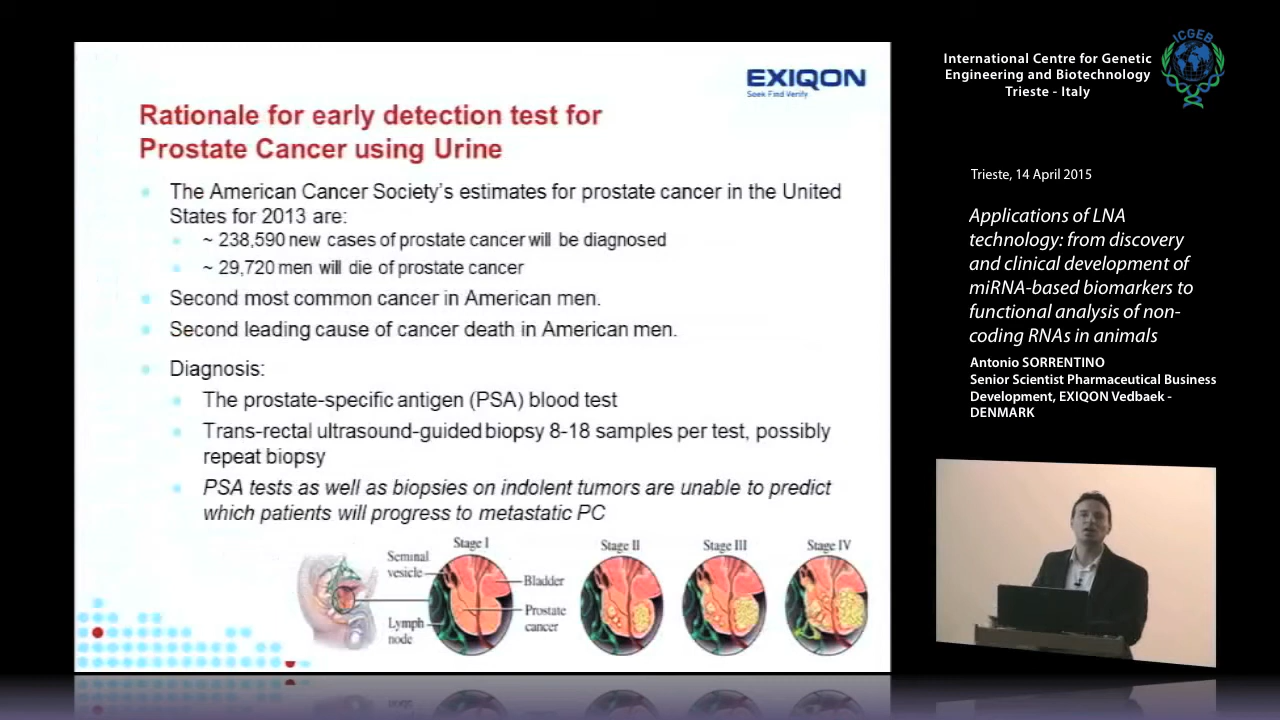 EXIQON
Seek Find Verify
Rationale for early detection test for
Prostate Cancer using Urine
The American Cancer Society's estimates for prostate cancer in the United
States for 2013 are:
~ 238,590 new cases of prostate cancer will be diagnosed
~ 29,720 men will die of prostate cancer
Second most common cancer in American men.
Second leading cause of cancer death in American men.
Diagnosis:
The prostate-specific antigen (PSA) blood test
Trans-rectal ultrasound-guided biopsy 8-18 samples per test, possibly
repeat biopsy
PSA tests as well as biopsies on indolent tumors are unable to predict
which patients will progress to metastatic PC
Stage I
Stage II
Stage III
Stage IV
Seminal
vesicle
Bladder
Prostate
cancer
Lymph
node
International Centre for Genetic
Engineering and Biotechnology
Trieste - Italy
ICGEB
Trieste, 14 April 2015
Applications of LNA
technology: from discovery
and clinical development of
miRNA-based biomarkers to
functional analysis of non-
coding RNAs in animals
Antonio SORRENTINO
Senior Scientist Pharmaceutical Business
Development, EXIQON Vedbaek -
DENMARK